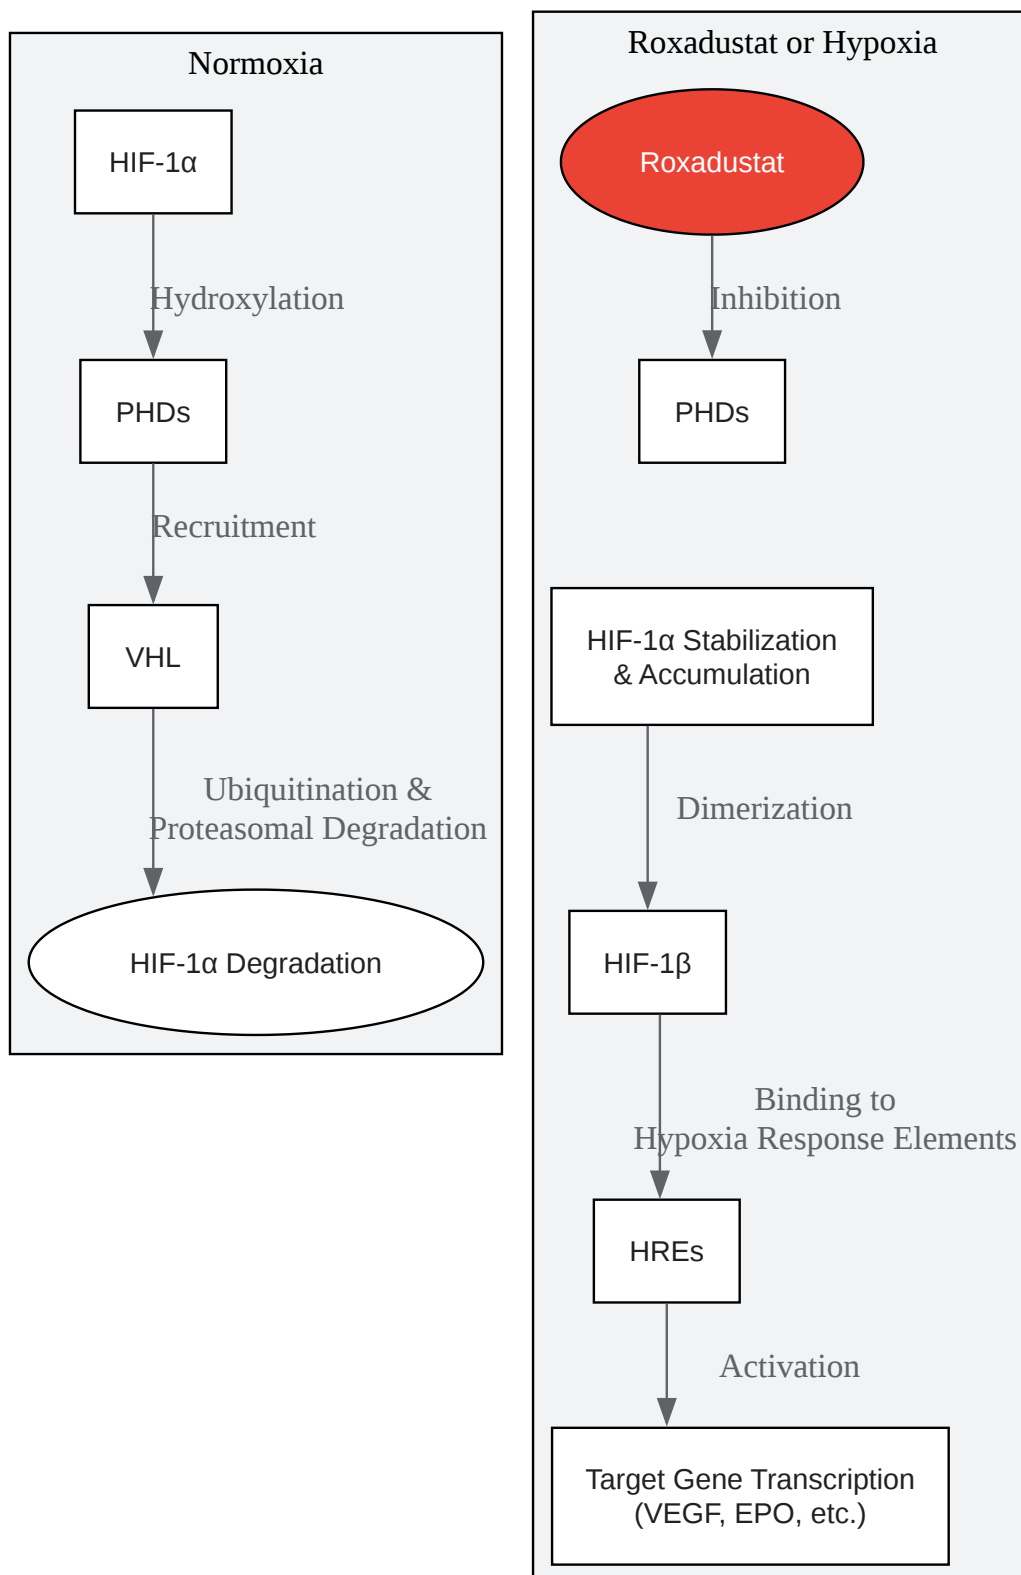 Normoxia
HIF-1α
Hydroxylation
PHDs
Recruitment
VHL
Ubiquitination &
Proteasomal Degradation
HIF-1α Degradation
Roxadustat or Hypoxia
Roxadustat
Inhibition
PHDs
HIF-1α Stabilization
& Accumulation
Dimerization
HIF-1β
Binding to
Hypoxia Response Elements
HREs
Activation
Target Gene Transcription
(VEGF, EPO, etc.)